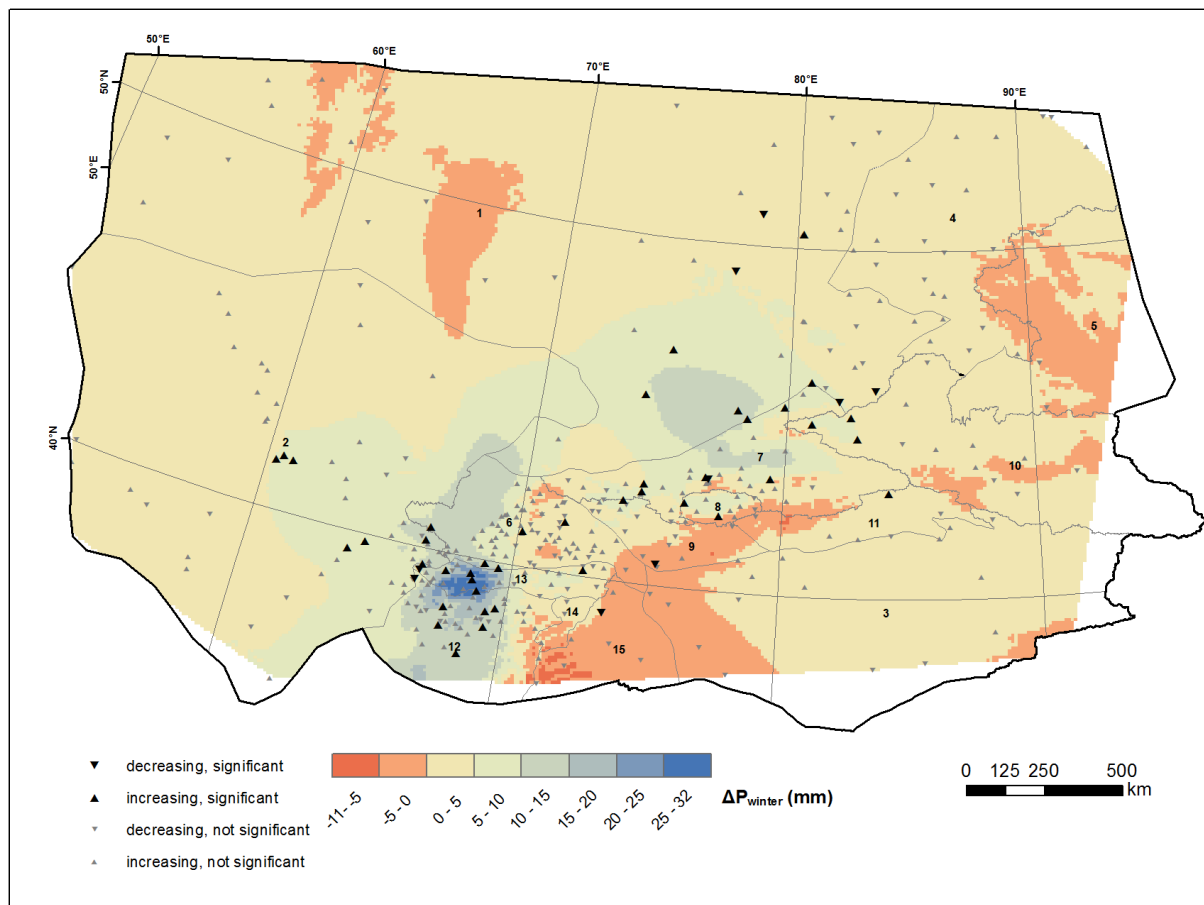 50°E
60°E
70°E
80°E
90°E
50°N
50°E
40°N
1
4
5
2
7
10
8
6
11
9
13
3
14
12
15
decreasing, significant
increasing, significant
decreasing, not significant
increasing, not significant
-11 - -5
-5 - 0
0 - 5
5 - 10
10 - 15
15 - 20
20 - 25
25 - 32
ΔPwinter (mm)
0 125 250 500
km